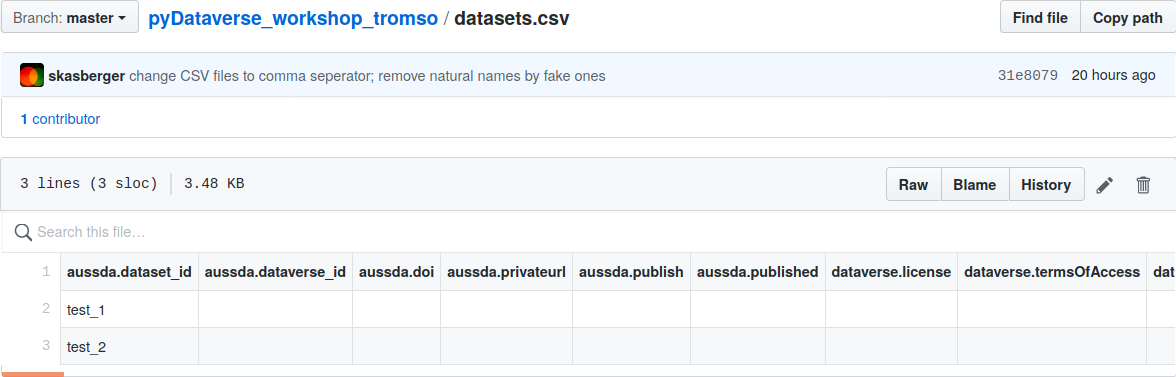 Branch: master pyDataverse_workshop_tromso / datasets.csv Find file Copy path
skasberger change CSV files to comma seperator; remove natural names by fake ones 31e8079 20 hours ago
1 contributor
3 lines (3 sloc) 3.48 KB Raw Blame History
Search this file…
1 aussda.dataset_id aussda.dataverse_id aussda.doi aussda.privateurl aussda.publish aussda.published dataverse.license dataverse.termsOfAccess dat
2 test_1
3 test_2